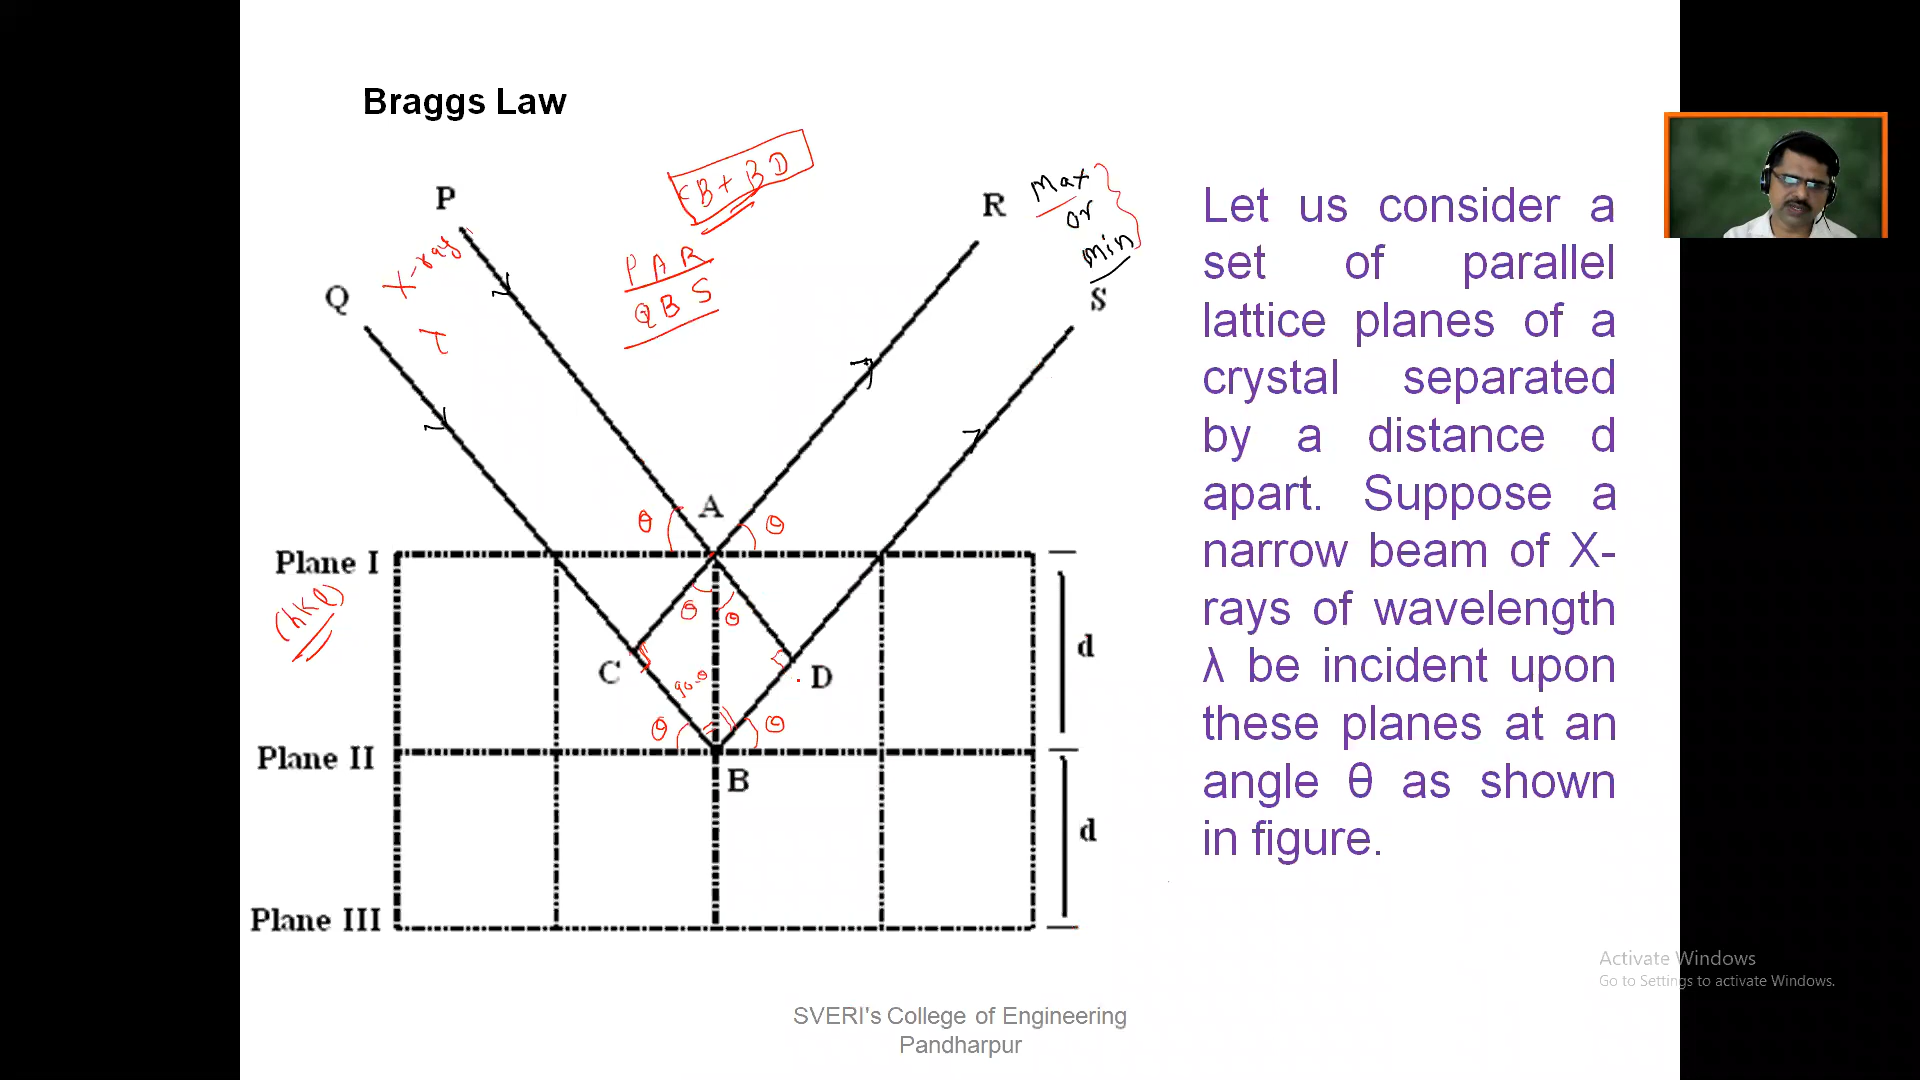 Braggs Law
P
CB + BD
R
Max
or
min
X-ray
PAR
QBS
Q
S
A
θ
θ
Plane I
(hkl)
θ
θ
d
C
D
90-θ
θ
θ
Plane II
B
d
Plane III
Let us consider a
set of parallel
lattice planes of a
crystal separated
by a distance d
apart. Suppose a
narrow beam of X-
rays of wavelength
λ be incident upon
these planes at an
angle θ as shown
in figure.
Activate Windows
Go to Settings to activate Windows.
SVERI's College of Engineering
Pandharpur